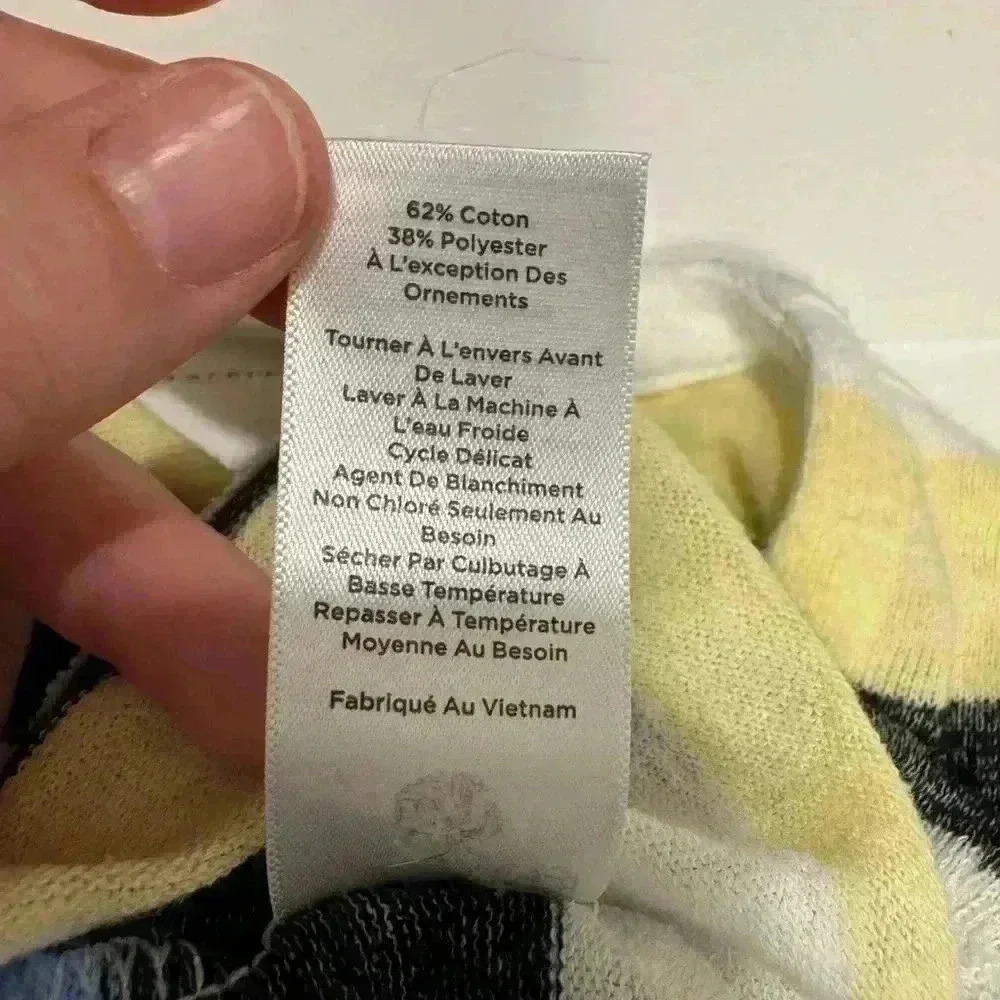 62% Coton
38% Polyester
À L'exception Des
Ornements
Tourner À L'envers Avant
De Laver
Laver À La Machine À
L'eau Froide
Cycle Délicat
Agent De Blanchiment
Non Chloré Seulement Au
Besoin
Sécher Par Culbutage À
Basse Température
Repasser À Température
Moyenne Au Besoin
Fabriqué Au Vietnam